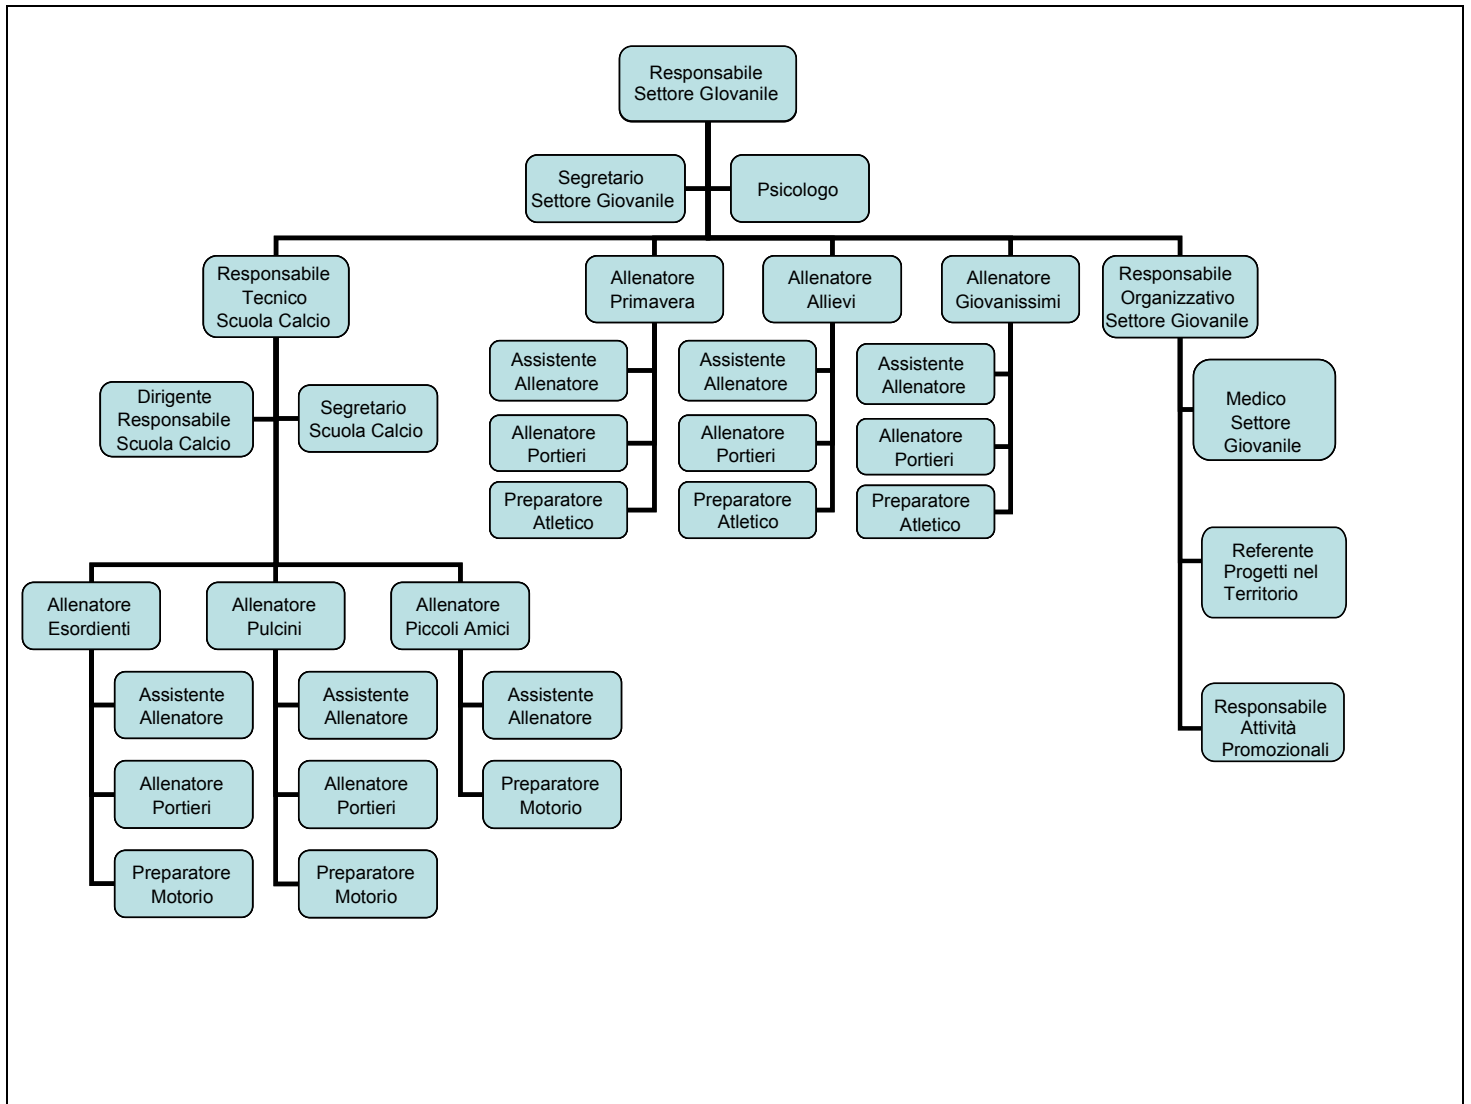 Responsabile
Settore GIovanile
Segretario
Settore Giovanile
Psicologo
Responsabile
Tecnico
Scuola Calcio
Allenatore
Primavera
Allenatore
Allievi
Allenatore
Giovanissimi
Responsabile
Organizzativo
Settore Giovanile
Dirigente
Responsabile
Scuola Calcio
Segretario
Scuola Calcio
Assistente
Allenatore
Allenatore
Portieri
Preparatore
Atletico
Assistente
Allenatore
Allenatore
Portieri
Preparatore
Atletico
Assistente
Allenatore
Allenatore
Portieri
Preparatore
Atletico
Medico
Settore
Giovanile
Referente
Progetti nel
Territorio
Responsabile
Attività
Promozionali
Allenatore
Esordienti
Allenatore
Pulcini
Allenatore
Piccoli Amici
Assistente
Allenatore
Allenatore
Portieri
Preparatore
Motorio
Assistente
Allenatore
Allenatore
Portieri
Preparatore
Motorio
Assistente
Allenatore
Preparatore
Motorio